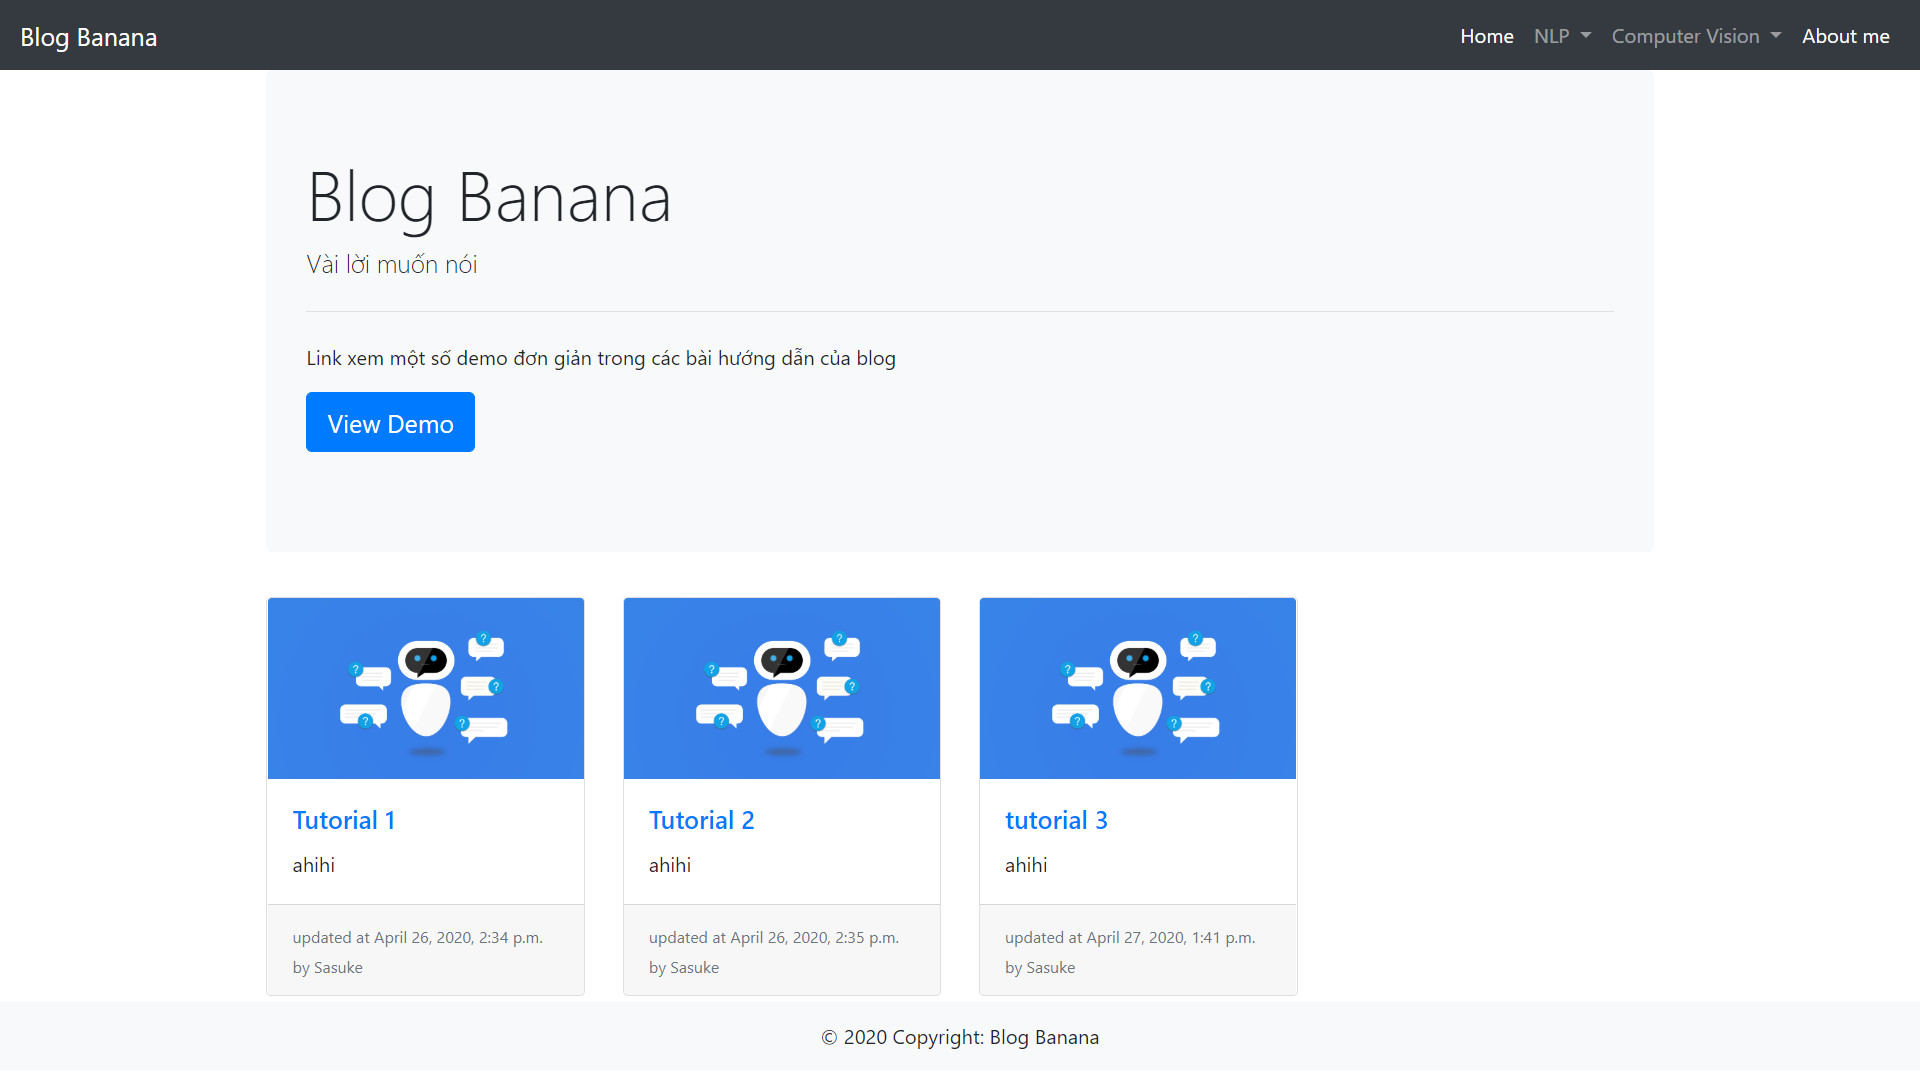 Blog Banana
Home NLP Computer Vision About me
Blog Banana
Vài lời muốn nói
Link xem một số demo đơn giản trong các bài hướng dẫn của blog
View Demo
? ? ? ? ?
? ? ? ? ?
? ? ? ? ?
Tutorial 1
ahihi
updated at April 26, 2020, 2:34 p.m.
by Sasuke
Tutorial 2
ahihi
updated at April 26, 2020, 2:35 p.m.
by Sasuke
tutorial 3
ahihi
updated at April 27, 2020, 1:41 p.m.
by Sasuke
© 2020 Copyright: Blog Banana